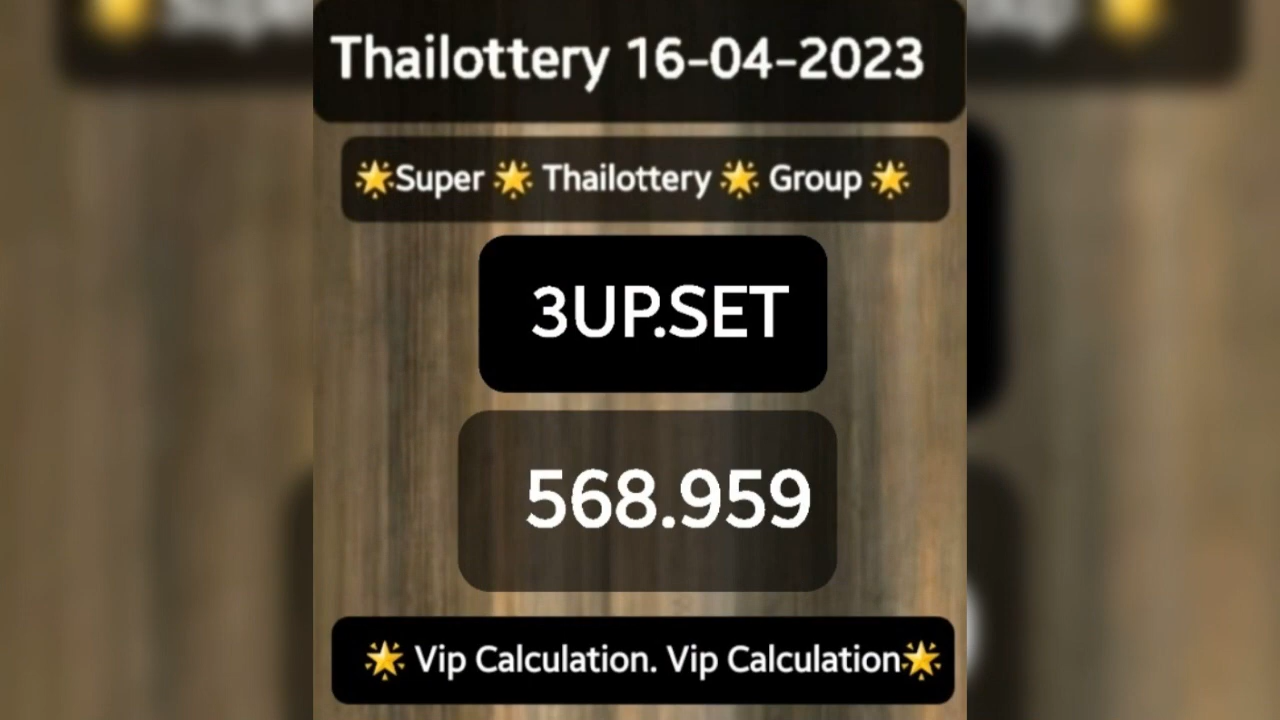 Thailottery 16-04-2023
🌟Super 🌟 Thailottery 🌟 Group 🌟
3UP.SET
568.959
🌟 Vip Calculation. Vip Calculation🌟